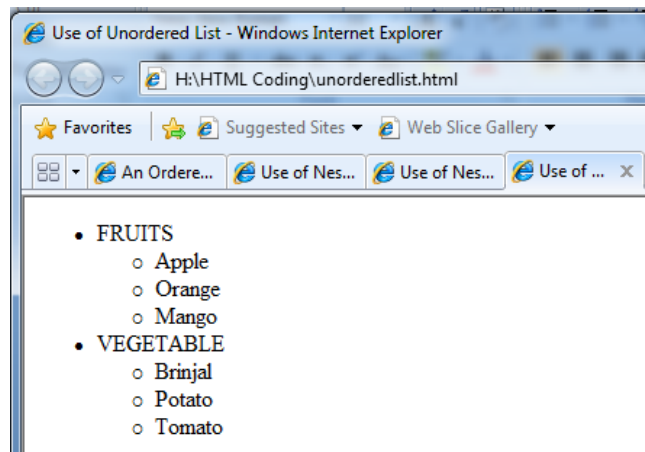 Use of Unordered List - Windows Internet Explorer
H:\HTML Coding\unorderedlist.html
Favorites Suggested Sites Web Slice Gallery
An Ordere... Use of Nes... Use of Nes... Use of ... x
• FRUITS
o Apple
o Orange
o Mango
• VEGETABLE
o Brinjal
o Potato
o Tomato